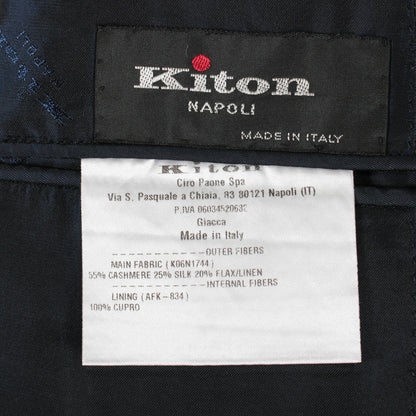 Kiton
NAPOLI
MADE IN ITALY
Kiton
Ciro Paone Spa
Via S. Pasquale a Chiaia, 83 80121 Napoli (IT)
P.IVA 06034520632
Giacca
Made in Italy
--------------OUTER FIBERS
MAIN FABRIC (K06N1744)
55% CASHMERE 25% SILK 20% FLAX/LINEN
--------------INTERNAL FIBERS
LINING (AFK-834)
100% CUPRO